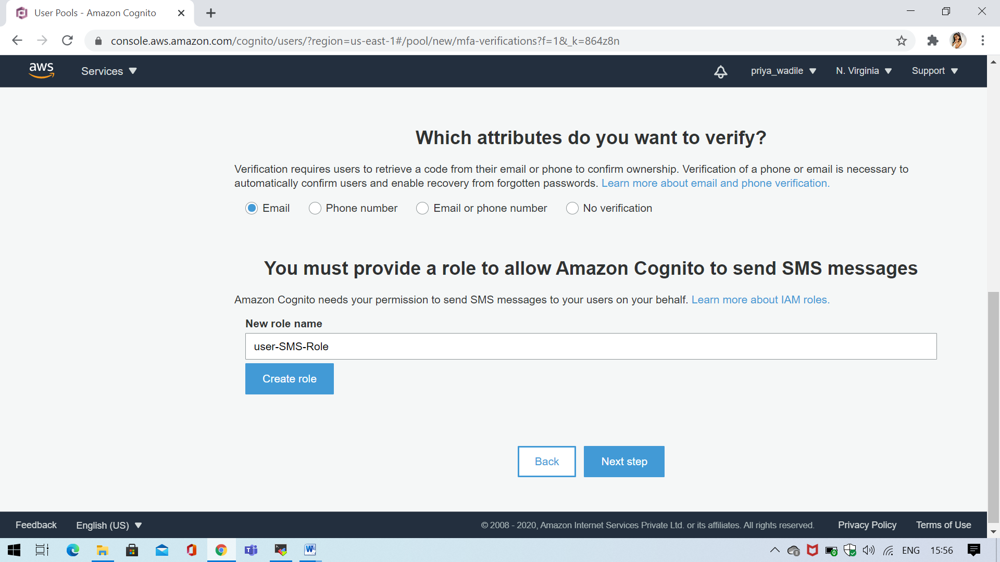 User Pools - Amazon Cognito
console.aws.amazon.com/cognito/users/?region=us-east-1#/pool/new/mfa-verifications?f=1&_k=864z8n
aws Services priya_wadile N. Virginia Support
Which attributes do you want to verify?
Verification requires users to retrieve a code from their email or phone to confirm ownership. Verification of a phone or email is necessary to
automatically confirm users and enable recovery from forgotten passwords. Learn more about email and phone verification.
Email Phone number Email or phone number No verification
You must provide a role to allow Amazon Cognito to send SMS messages
Amazon Cognito needs your permission to send SMS messages to your users on your behalf. Learn more about IAM roles.
New role name
user-SMS-Role
Create role
Back Next step
Feedback English (US) © 2008 - 2020, Amazon Internet Services Private Ltd. or its affiliates. All rights reserved. Privacy Policy Terms of Use
ENG 15:56